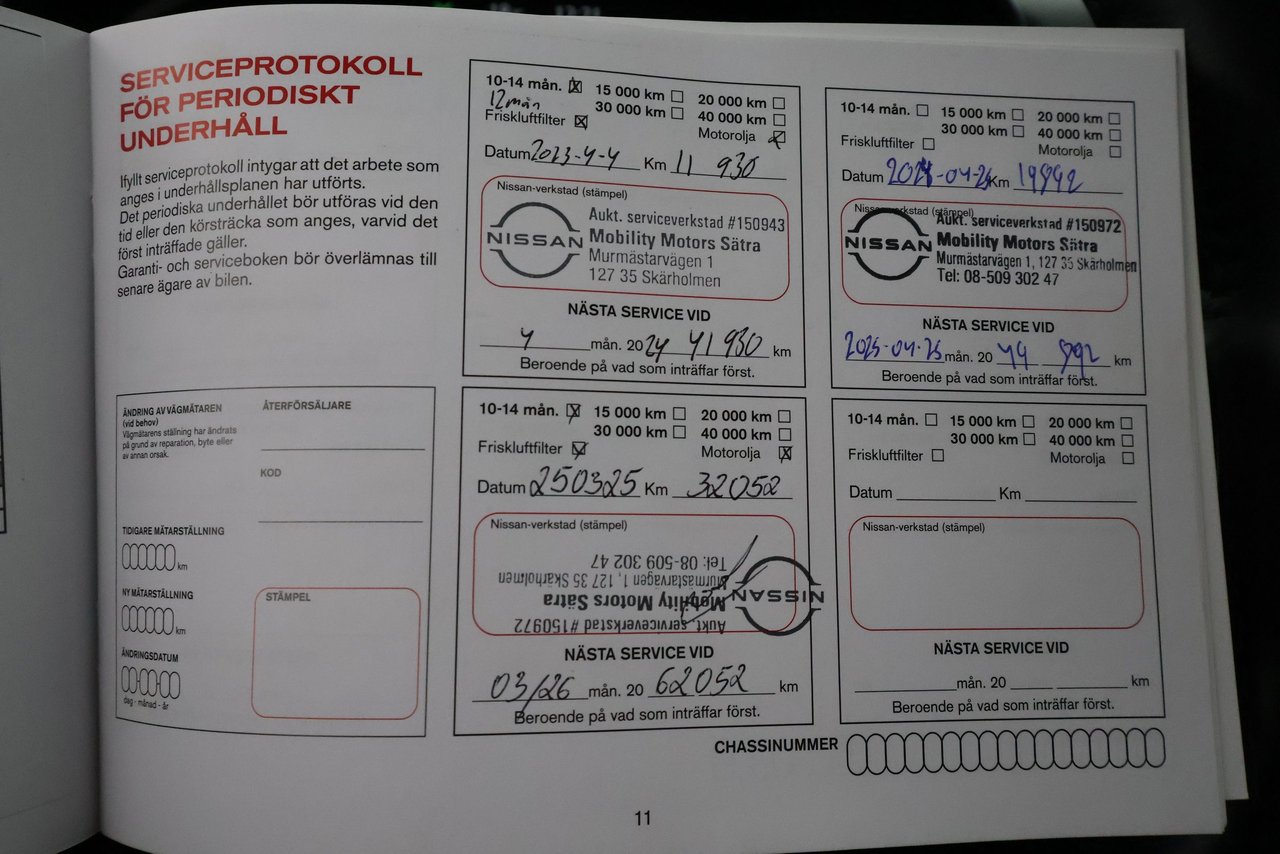 SERVICEPROTOKOLL
FÖR PERIODISKT
UNDERHÅLL
Ifyllt serviceprotokoll intygar att det arbete som
anges i underhållsplanen har utförts.
Det periodiska underhållet bör utföras vid den
tid eller den körsträcka som anges, varvid det
först inträffade gäller.
Garanti- och serviceboken bör överlämnas till
senare ägare av bilen.
ÄNDRING AV VÄGMÄTAREN
(vid behov)
Vägmätarens ställning har ändrats
på grund av reparation, byte eller
av annan orsak.
ÅTERFÖRSÄLJARE
KOD
TIDIGARE MÄTARSTÄLLNING
km
NY MÄTARSTÄLLNING
km
ÄNDRINGSDATUM
dag - månad - år
STÄMPEL
10-14 mån. 15 000 km 20 000 km
12 mån 30 000 km 40 000 km
Friskluftfilter Motorolja
Datum 2023-4-4 Km 11 930
Nissan-verkstad (stämpel)
NISSAN
Aukt. serviceverkstad #150943
Mobility Motors Sätra
Murmästarvägen 1
127 35 Skärholmen
NÄSTA SERVICE VID
4 mån. 2024 41930 km
Beroende på vad som inträffar först.
10-14 mån. 15 000 km 20 000 km
30 000 km 40 000 km
Friskluftfilter Motorolja
Datum Km 19892
Nissan-verkstad (stämpel)
NISSAN
Aukt. serviceverkstad #150972
Mobility Motors Sätra
Murmästarvägen 1, 127 35 Skärholmen
Tel: 08-509 302 47
NÄSTA SERVICE VID
2025-04-25 mån. 20 km
Beroende på vad som inträffar först.
10-14 mån. 15 000 km 20 000 km
30 000 km 40 000 km
Friskluftfilter Motorolja
Datum 250325 Km 32052
Nissan-verkstad (stämpel)
NISSAN
Aukt. serviceverkstad #150972
Mobility Motors Sätra
Murmästarvägen 1, 127 35 Skärholmen
Tel: 08-509 302 47
NÄSTA SERVICE VID
03/26 mån. 20 62052 km
Beroende på vad som inträffar först.
10-14 mån. 15 000 km 20 000 km
30 000 km 40 000 km
Friskluftfilter Motorolja
Datum Km
Nissan-verkstad (stämpel)
NÄSTA SERVICE VID
mån. 20 km
Beroende på vad som inträffar först.
CHASSINUMMER
11